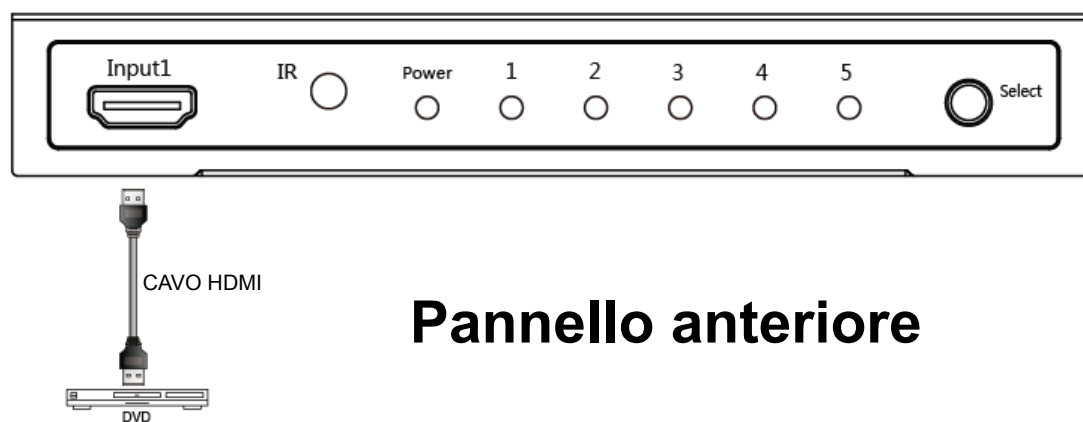 Input1 IR Power 1 2 3 4 5 Select
CAVO HDMI
Pannello anteriore
DVD